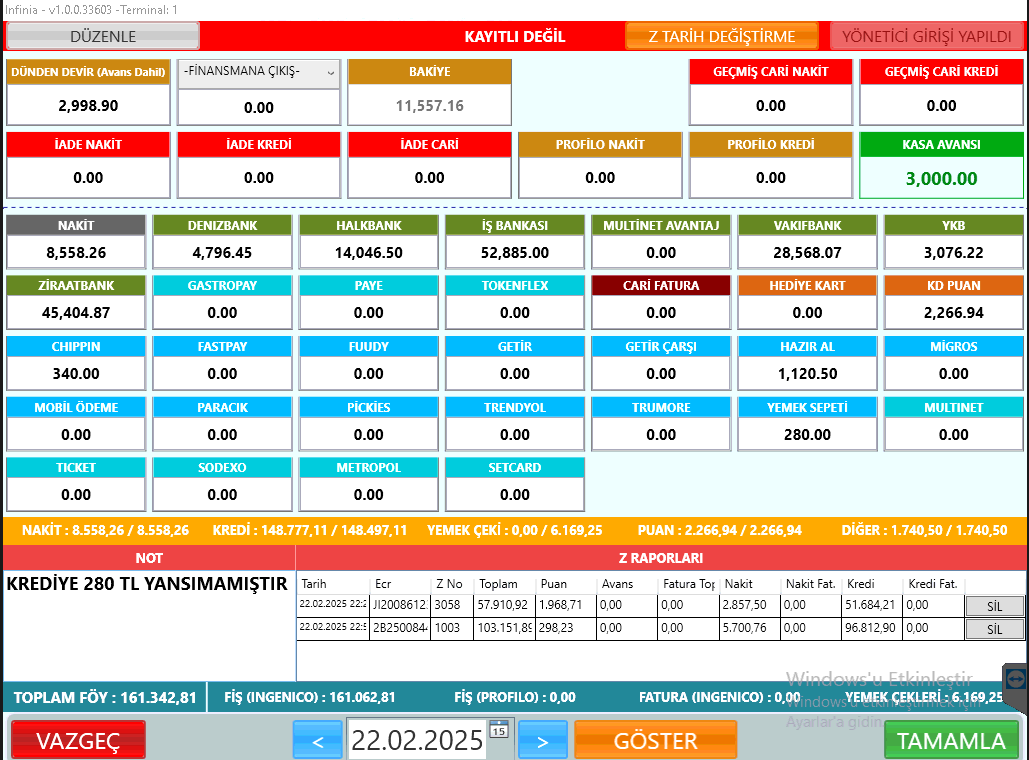 Infinia - v1.0.0.33603 -Terminal: 1
DÜZENLE KAYITLI DEĞİL Z TARİH DEĞİŞTİRME YÖNETİCİ GİRİŞİ YAPILDI
DÜNDEN DEVİR (Avans Dahil) -FİNANSMANA ÇIKIŞ- BAKİYE GEÇMİŞ CARİ NAKİT GEÇMİŞ CARİ KREDİ
2,998.90 0.00 11,557.16 0.00 0.00
İADE NAKİT İADE KREDİ İADE CARİ PROFİLO NAKİT PROFİLO KREDİ KASA AVANSI
0.00 0.00 0.00 0.00 0.00 3,000.00
NAKİT DENIZBANK HALKBANK İŞ BANKASI MULTİNET AVANTAJ VAKIFBANK YKB
8,558.26 4,796.45 14,046.50 52,885.00 0.00 28,568.07 3,076.22
ZİRAATBANK GASTROPAY PAYE TOKENFLEX CARİ FATURA HEDİYE KART KD PUAN
45,404.87 0.00 0.00 0.00 0.00 0.00 2,266.94
CHIPPIN FASTPAY FUUDY GETİR GETİR ÇARŞI HAZIR AL MİGROS
340.00 0.00 0.00 0.00 0.00 1,120.50 0.00
MOBİL ÖDEME PARACIK PİCKİES TRENDYOL TRUMORE YEMEK SEPETİ MULTINET
0.00 0.00 0.00 0.00 0.00 280.00 0.00
TICKET SODEXO METROPOL SETCARD
0.00 0.00 0.00 0.00
NAKİT : 8.558,26 / 8.558,26 KREDİ : 148.777,11 / 148.497,11 YEMEK ÇEKİ : 0,00 / 6.169,25 PUAN : 2.266,94 / 2.266,94 DİĞER : 1.740,50 / 1.740,50
NOT Z RAPORLARI
KREDİYE 280 TL YANSIMAMIŞTIR
Tarih Ecr Z No Toplam Puan Avans Fatura Top Nakit Nakit Fat. Kredi Kredi Fat.
22.02.2025 22:2 JI2008612 3058 57.910,92 1.968,71 0,00 0,00 2.857,50 0,00 51.684,21 0,00 SİL
22.02.2025 22:5 2B2500844 1003 103.151,89 298,23 0,00 0,00 5.700,76 0,00 96.812,90 0,00 SİL
TOPLAM FÖY : 161.342,81 FİŞ (INGENICO) : 161.062,81 FİŞ (PROFILO) : 0,00 FATURA (INGENICO) : 0,00 YEMEK ÇEKLERİ : 6.169,25
Windows'u Etkinleştir
Windows'u etkinleştirmek için
Ayarlar'a gidin.
VAZGEÇ < 22.02.2025 15 > GÖSTER TAMAMLA